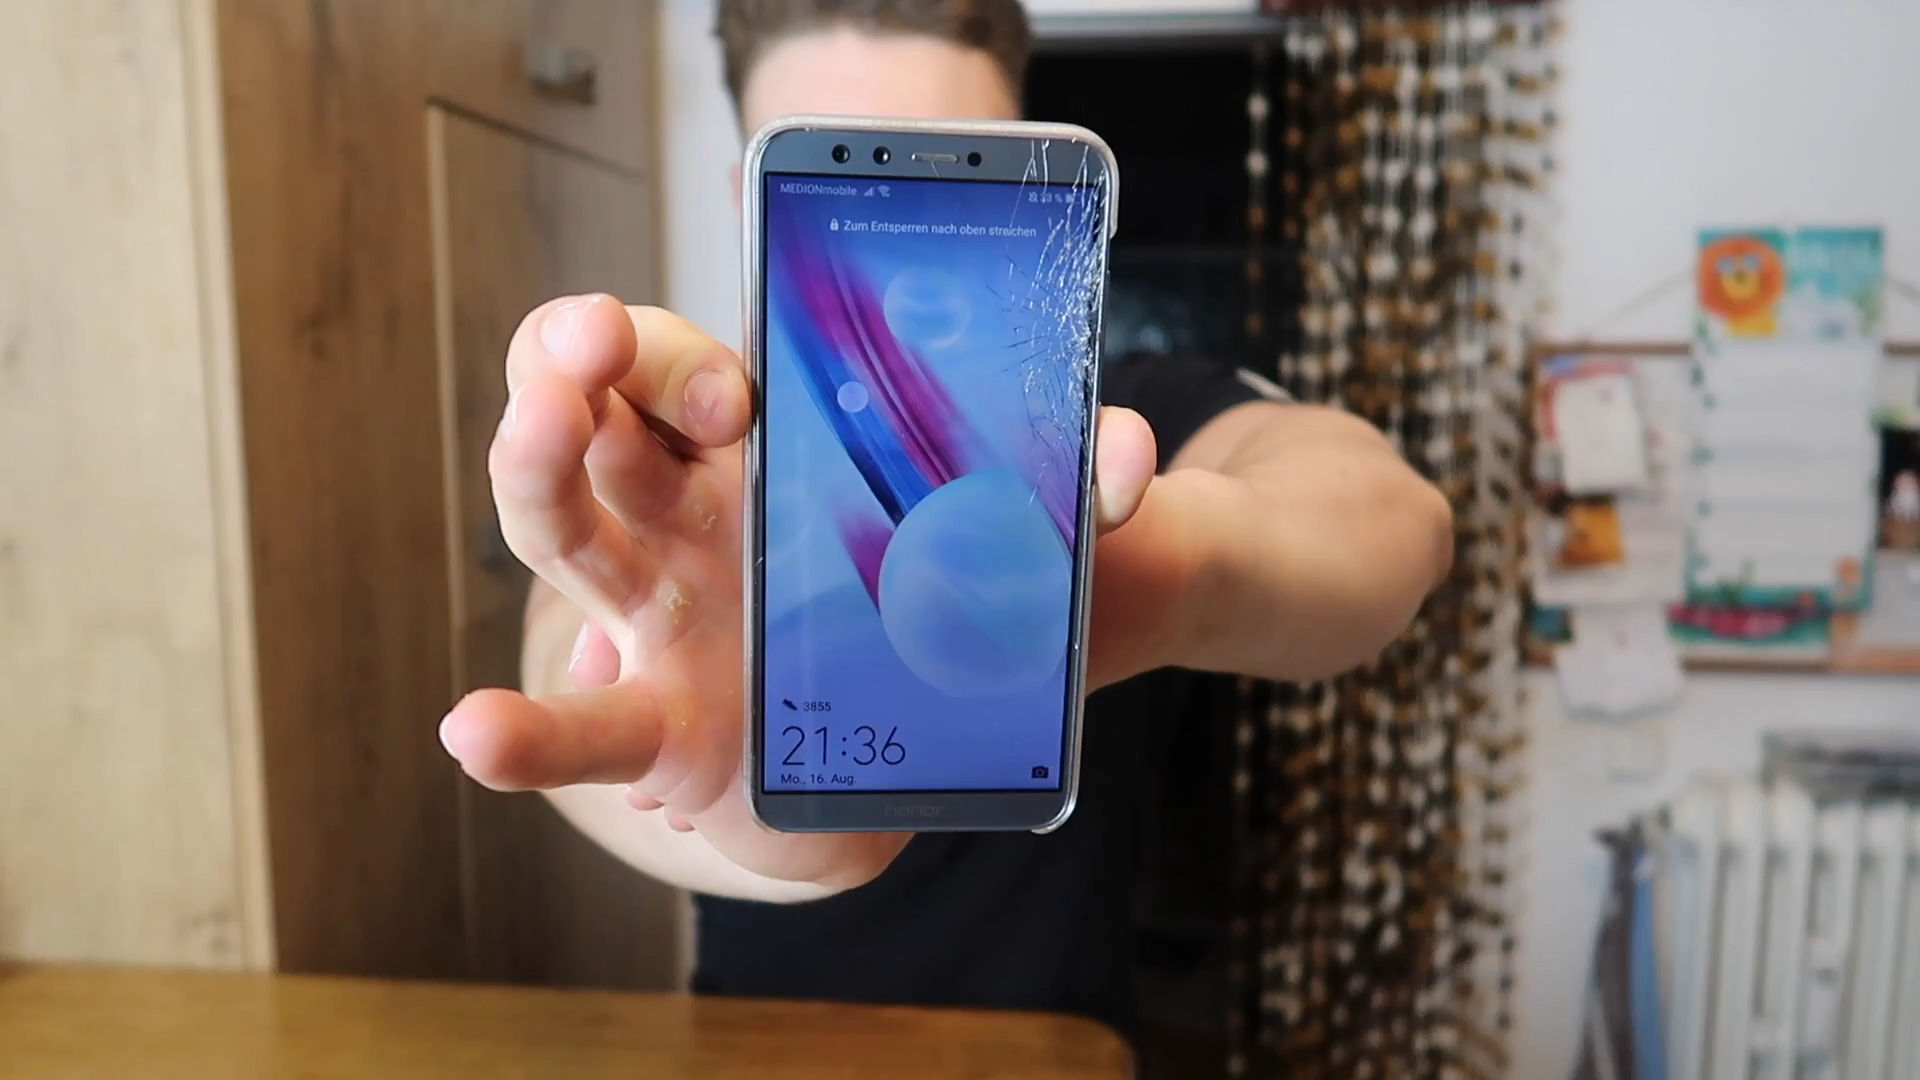 MEDIONmobile
Zum Entsperren nach oben streichen
3855
21:36
Mo., 16. Aug.
honor